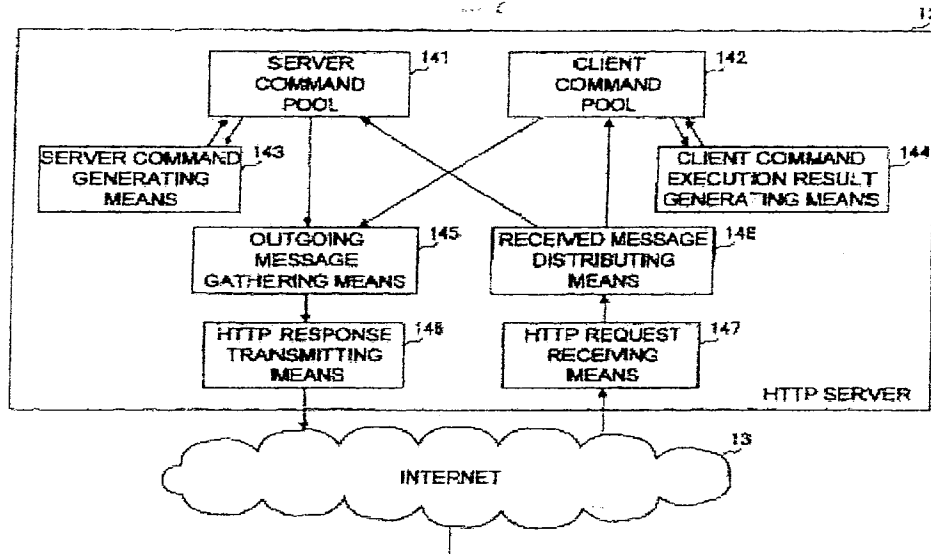 SERVER
COMMAND
POOL
141
CLIENT
COMMAND
POOL
142
SERVER COMMAND
GENERATING
MEANS
143
CLIENT COMMAND
EXECUTION RESULT
GENERATING MEANS
144
OUTGOING
MESSAGE
GATHERING MEANS
145
RECEIVED MESSAGE
DISTRIBUTING
MEANS
HTTP RESPONSE
TRANSMITTING
MEANS
146
HTTP REQUEST
RECEIVING
MEANS
147
HTTP SERVER
INTERNET
13